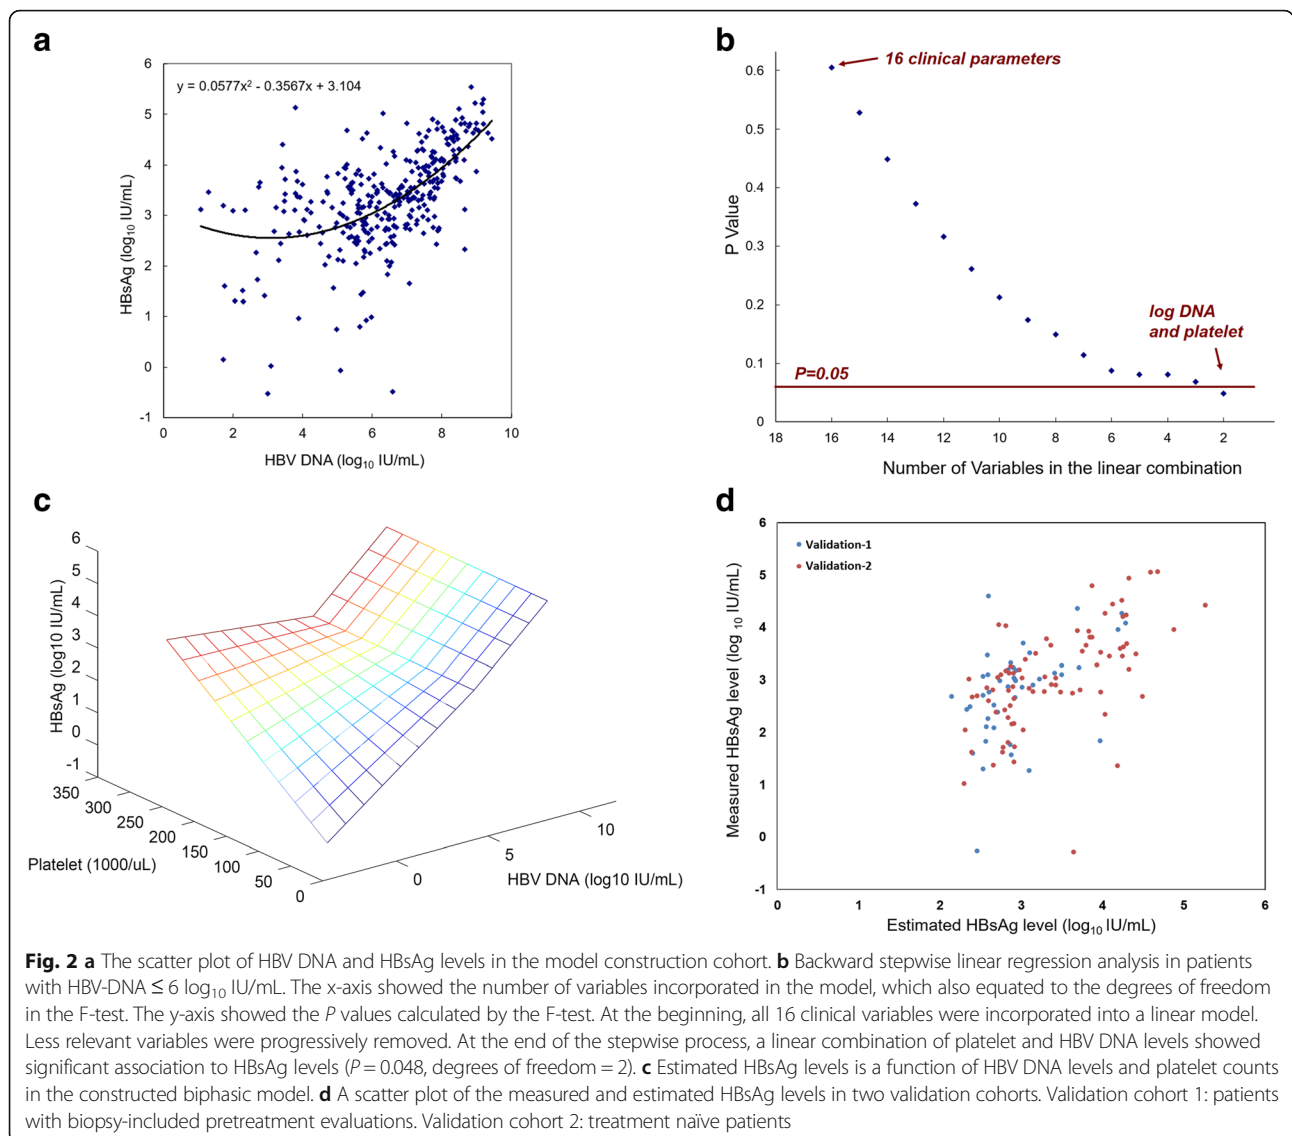 a
6
5
4
3
2
1
0
-1
y = 0.0577x² - 0.3567x + 3.104
HBsAg (log₁₀ IU/mL)
0 2 4 6 8 10
HBV DNA (log₁₀ IU/mL)
b
0.6
0.5
0.4
0.3
0.2
0.1
0
P Value
16 clinical parameters
log DNA
and platelet
P=0.05
18 16 14 12 10 8 6 4 2
Number of Variables in the linear combination
c
6
5
4
3
2
1
0
-1
HBsAg (log10 IU/mL)
350
300
250
200
150
100
50
0
Platelet (1000/uL)
0
5
10
HBV DNA (log10 IU/mL)
d
6
5
4
3
2
1
0
-1
Validation-1
Validation-2
Measured HBsAg level (log ₁₀ IU/mL)
0 1 2 3 4 5 6
Estimated HBsAg level (log₁₀ IU/mL)
Fig. 2 a The scatter plot of HBV DNA and HBsAg levels in the model construction cohort. b Backward stepwise linear regression analysis in patients
with HBV-DNA ≤ 6 log₁₀ IU/mL. The x-axis showed the number of variables incorporated in the model, which also equated to the degrees of freedom
in the F-test. The y-axis showed the P values calculated by the F-test. At the beginning, all 16 clinical variables were incorporated into a linear model.
Less relevant variables were progressively removed. At the end of the stepwise process, a linear combination of platelet and HBV DNA levels showed
significant association to HBsAg levels (P = 0.048, degrees of freedom = 2). c Estimated HBsAg levels is a function of HBV DNA levels and platelet counts
in the constructed biphasic model. d A scatter plot of the measured and estimated HBsAg levels in two validation cohorts. Validation cohort 1: patients
with biopsy-included pretreatment evaluations. Validation cohort 2: treatment naïve patients